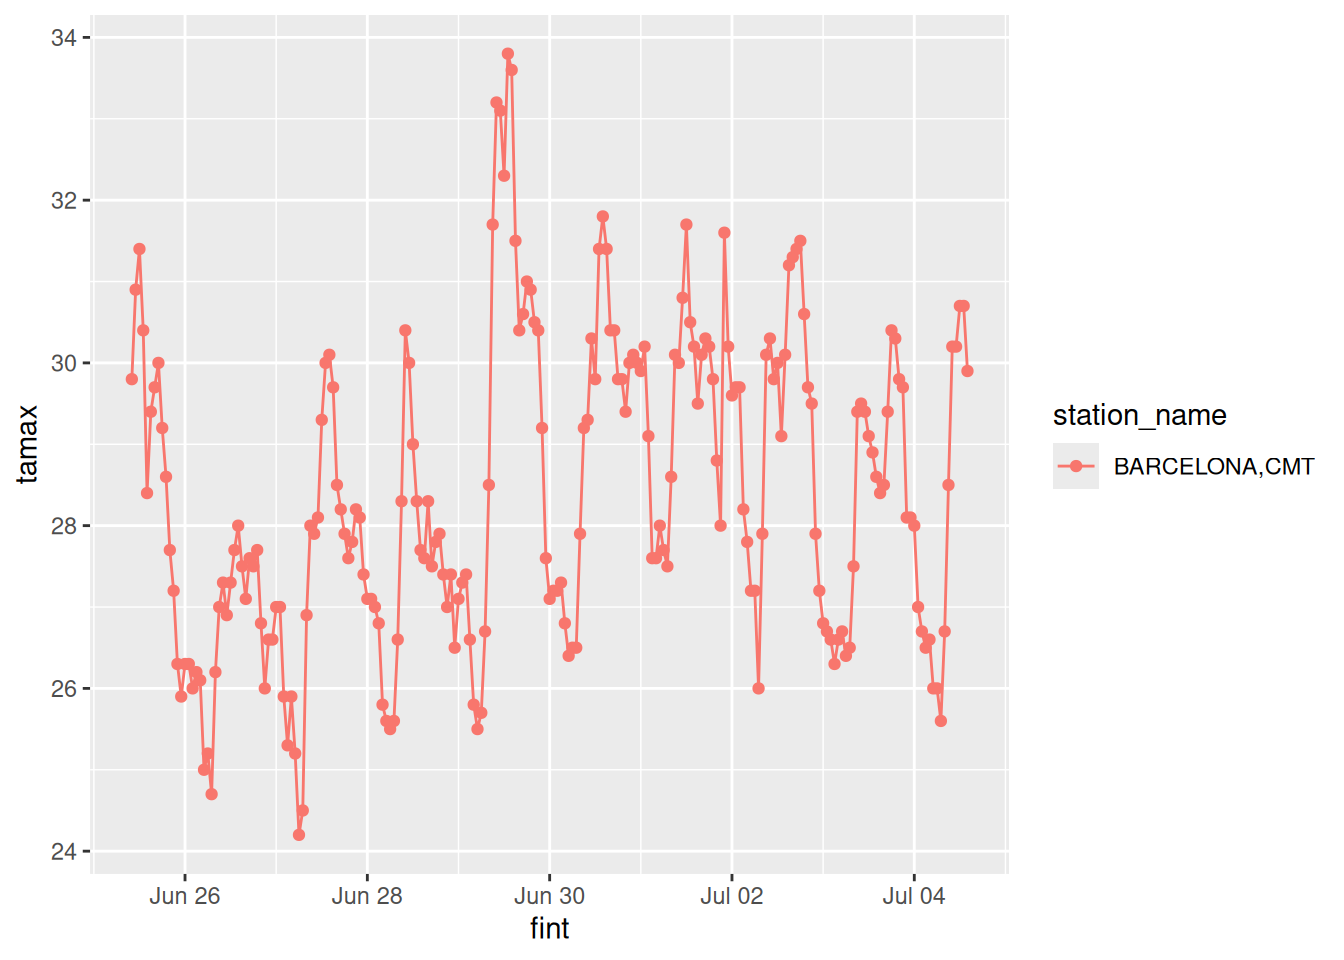 34
32
30
28
26
24
tamax
Jun 26
Jun 28
Jun 30
Jul 02
Jul 04
fint
station_name
BARCELONA,CMT